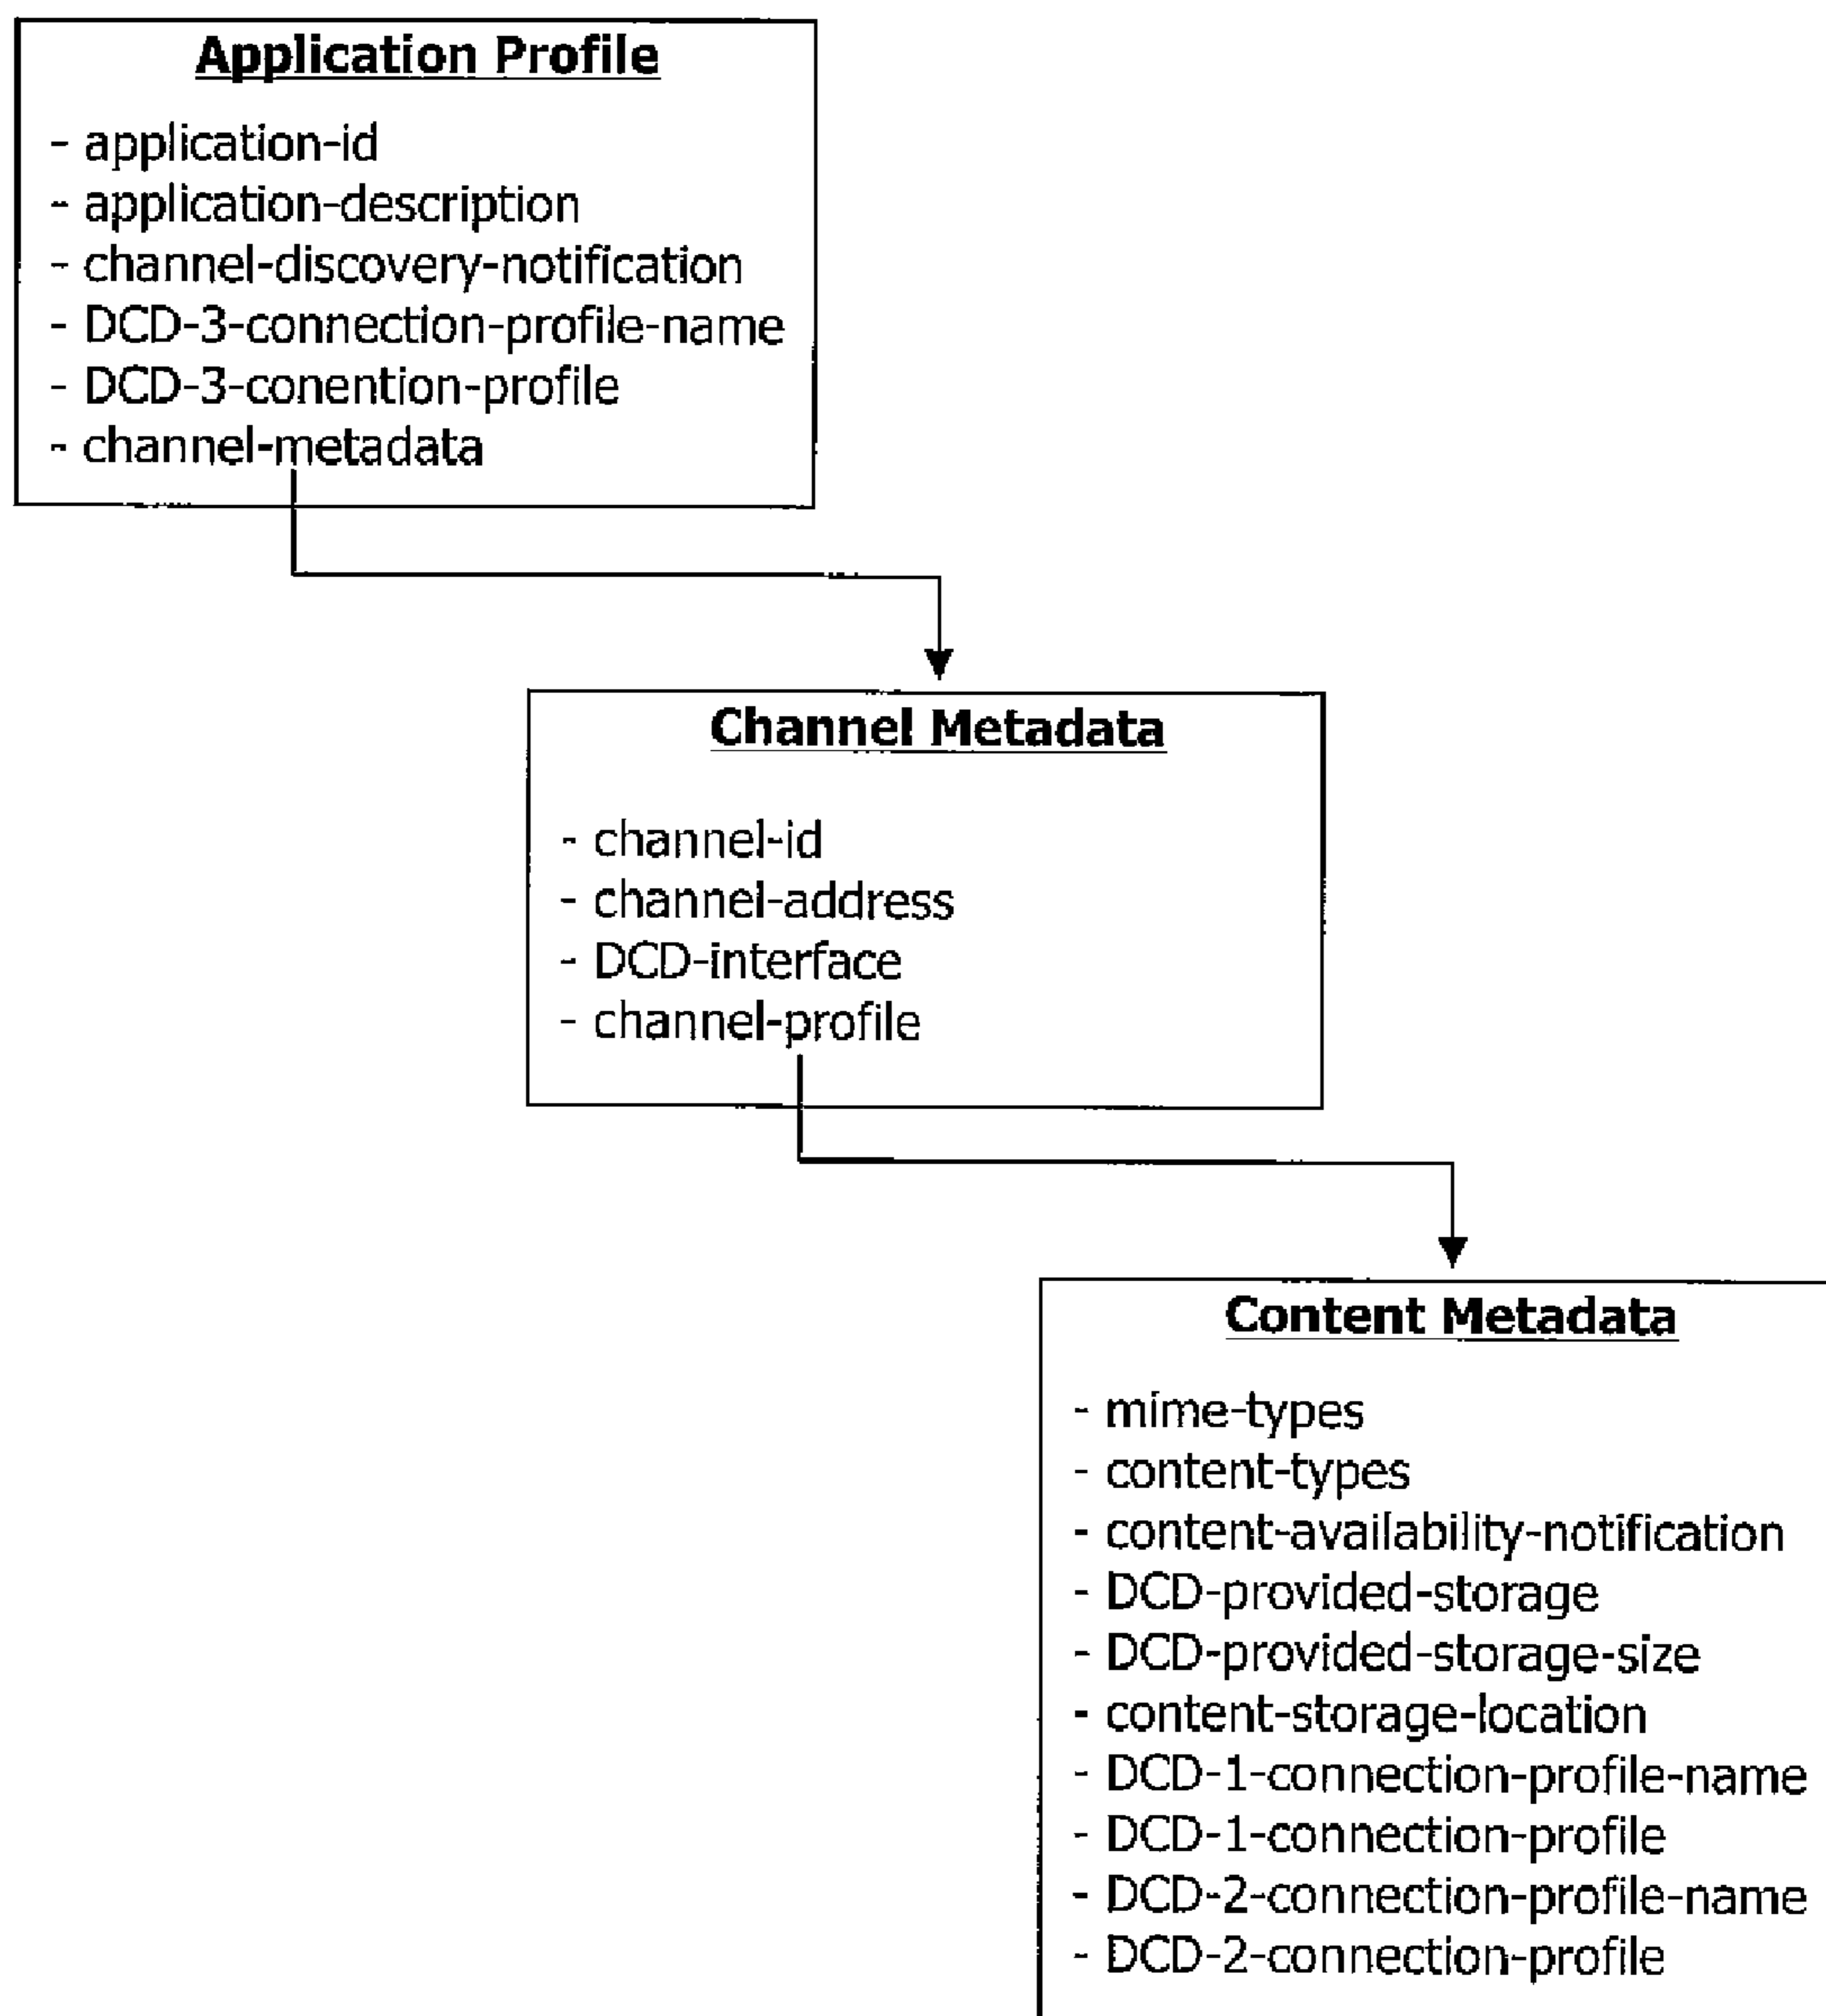 Application Profile
- application-id
- application-description
- channel-discovery-notification
- DCD-3-connection-profile-name
- DCD-3-conention-profile
- channel-metadata
Channel Metadata
- channel-id
- channel-address
- DCD-interface
- channel-profile
Content Metadata
- mime-types
- content-types
- content-availability-notification
- DCD-provided-storage
- DCD-provided-storage-size
- content-storage-location
- DCD-1-connection-profile-name
- DCD-1-connection-profile
- DCD-2-connection-profile-name
- DCD-2-connection-profile